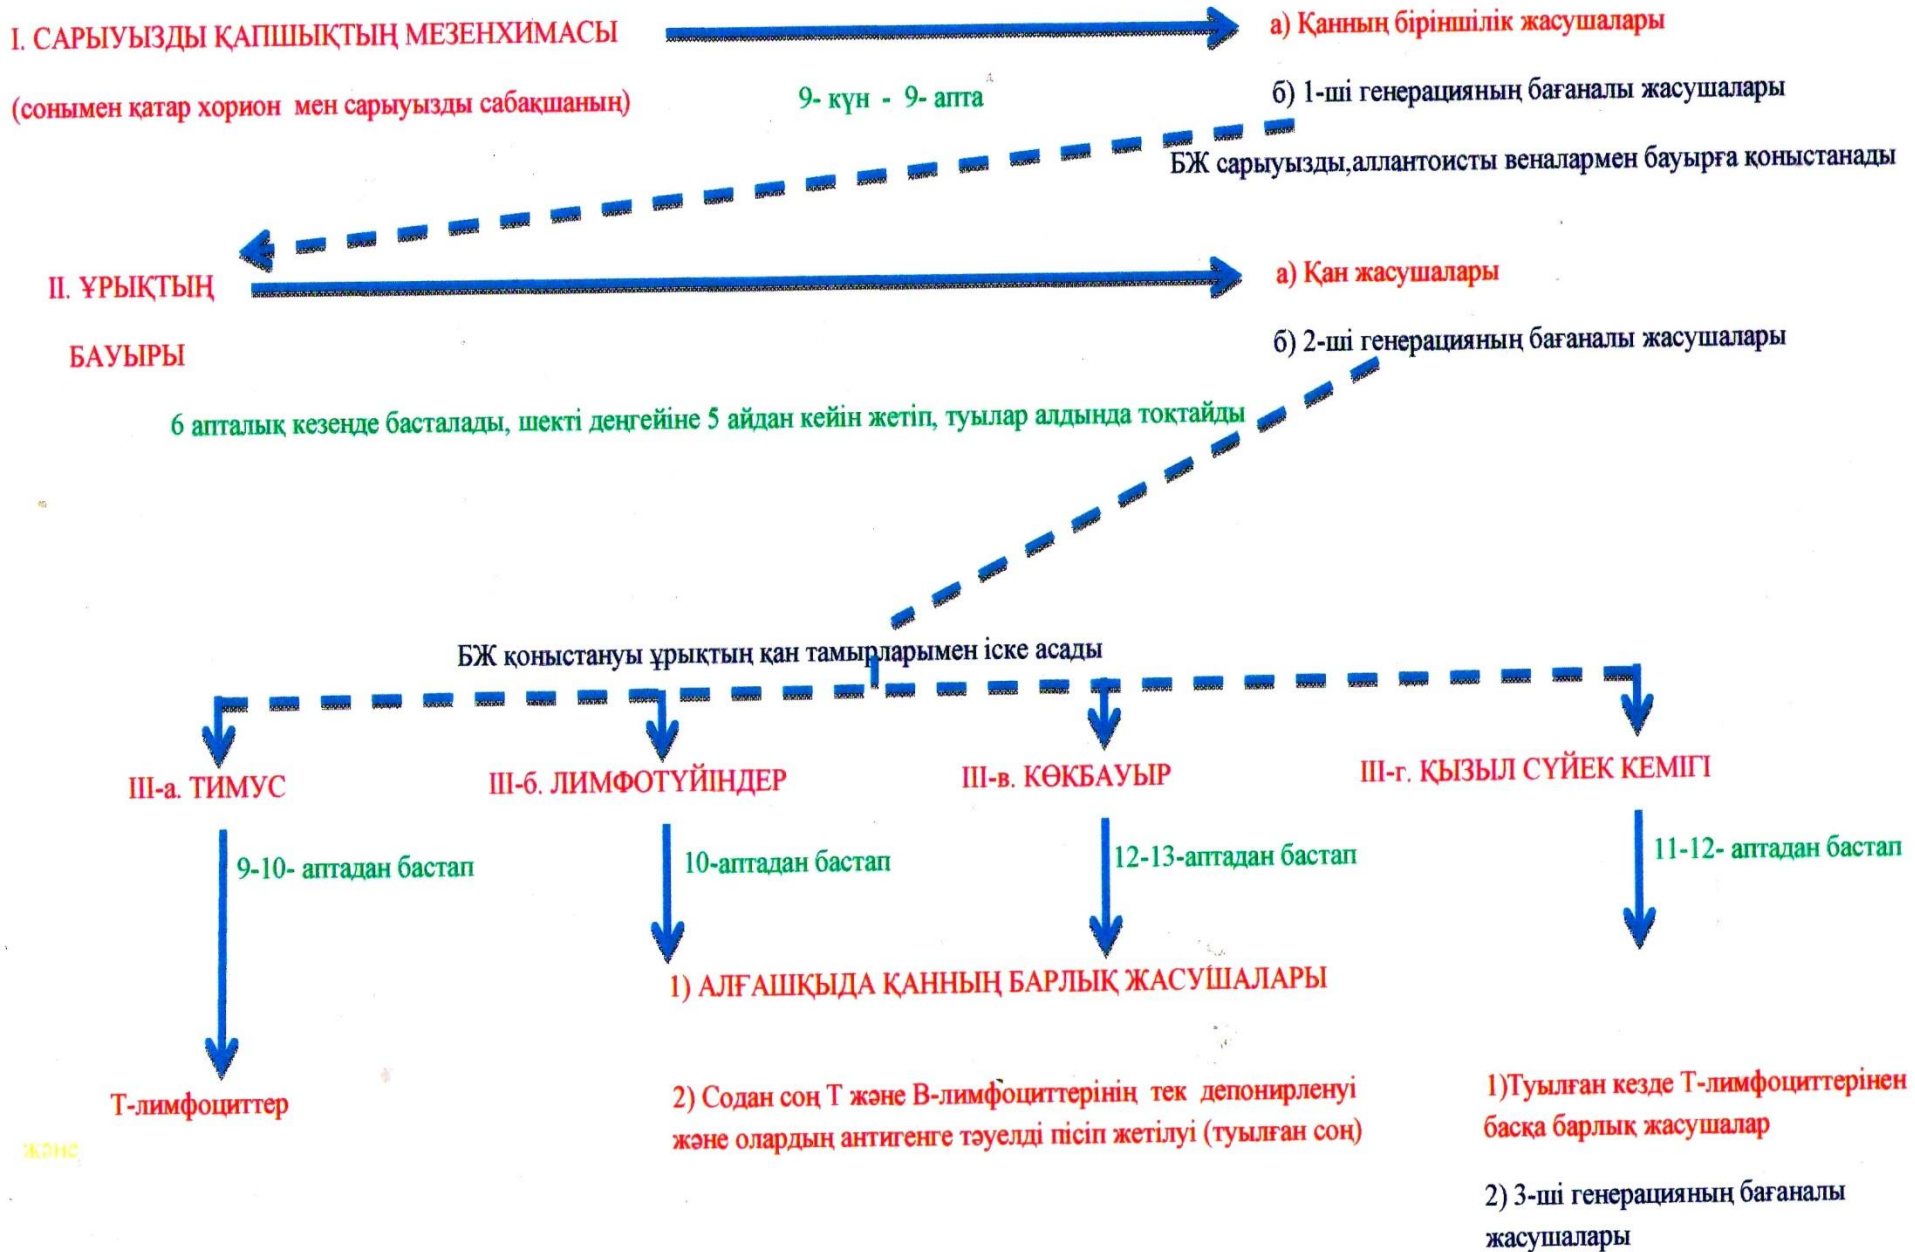 I. САРЫУЫЗДЫ ҚАПШЫҚТЫҢ МЕЗЕНХИМАСЫ
(сонымен қатар хорион мен сарыуызды сабақшаның)
9- күн - 9- апта
а) Қанның біріншілік жасушалары
б) 1-ші генерацияның бағаналы жасушалары
БЖ сарыуызды,аллантоисты веналармен бауырға қоныстанады
II. ҰРЫҚТЫҢ
БАУЫРЫ
а) Қан жасушалары
б) 2-ші генерацияның бағаналы жасушалары
6 апталық кезеңде басталады, шекті деңгейіне 5 айдан кейін жетіп, туылар алдында тоқтайды
БЖ қоныстануы ұрықтың қан тамырларымен іске асады
III-а. ТИМУС
III-б. ЛИМФОТҮЙІНДЕР
III-в. КӨКБАУЫР
III-г. ҚЫЗЫЛ СҮЙЕК КЕМІГІ
9-10- аптадан бастап
10-аптадан бастап
12-13-аптадан бастап
11-12- аптадан бастап
1) АЛҒАШҚЫДА ҚАННЫҢ БАРЛЫҚ ЖАСУШАЛАРЫ
Т-лимфоциттер
2) Содан соң Т және В-лимфоциттерінің тек депонирленуі
және олардың антигенге тәуелді пісіп жетілуі (туылған соң)
1)Туылған кезде Т-лимфоциттерінен
басқа барлық жасушалар
2) 3-ші генерацияның бағаналы
жасушалары
және